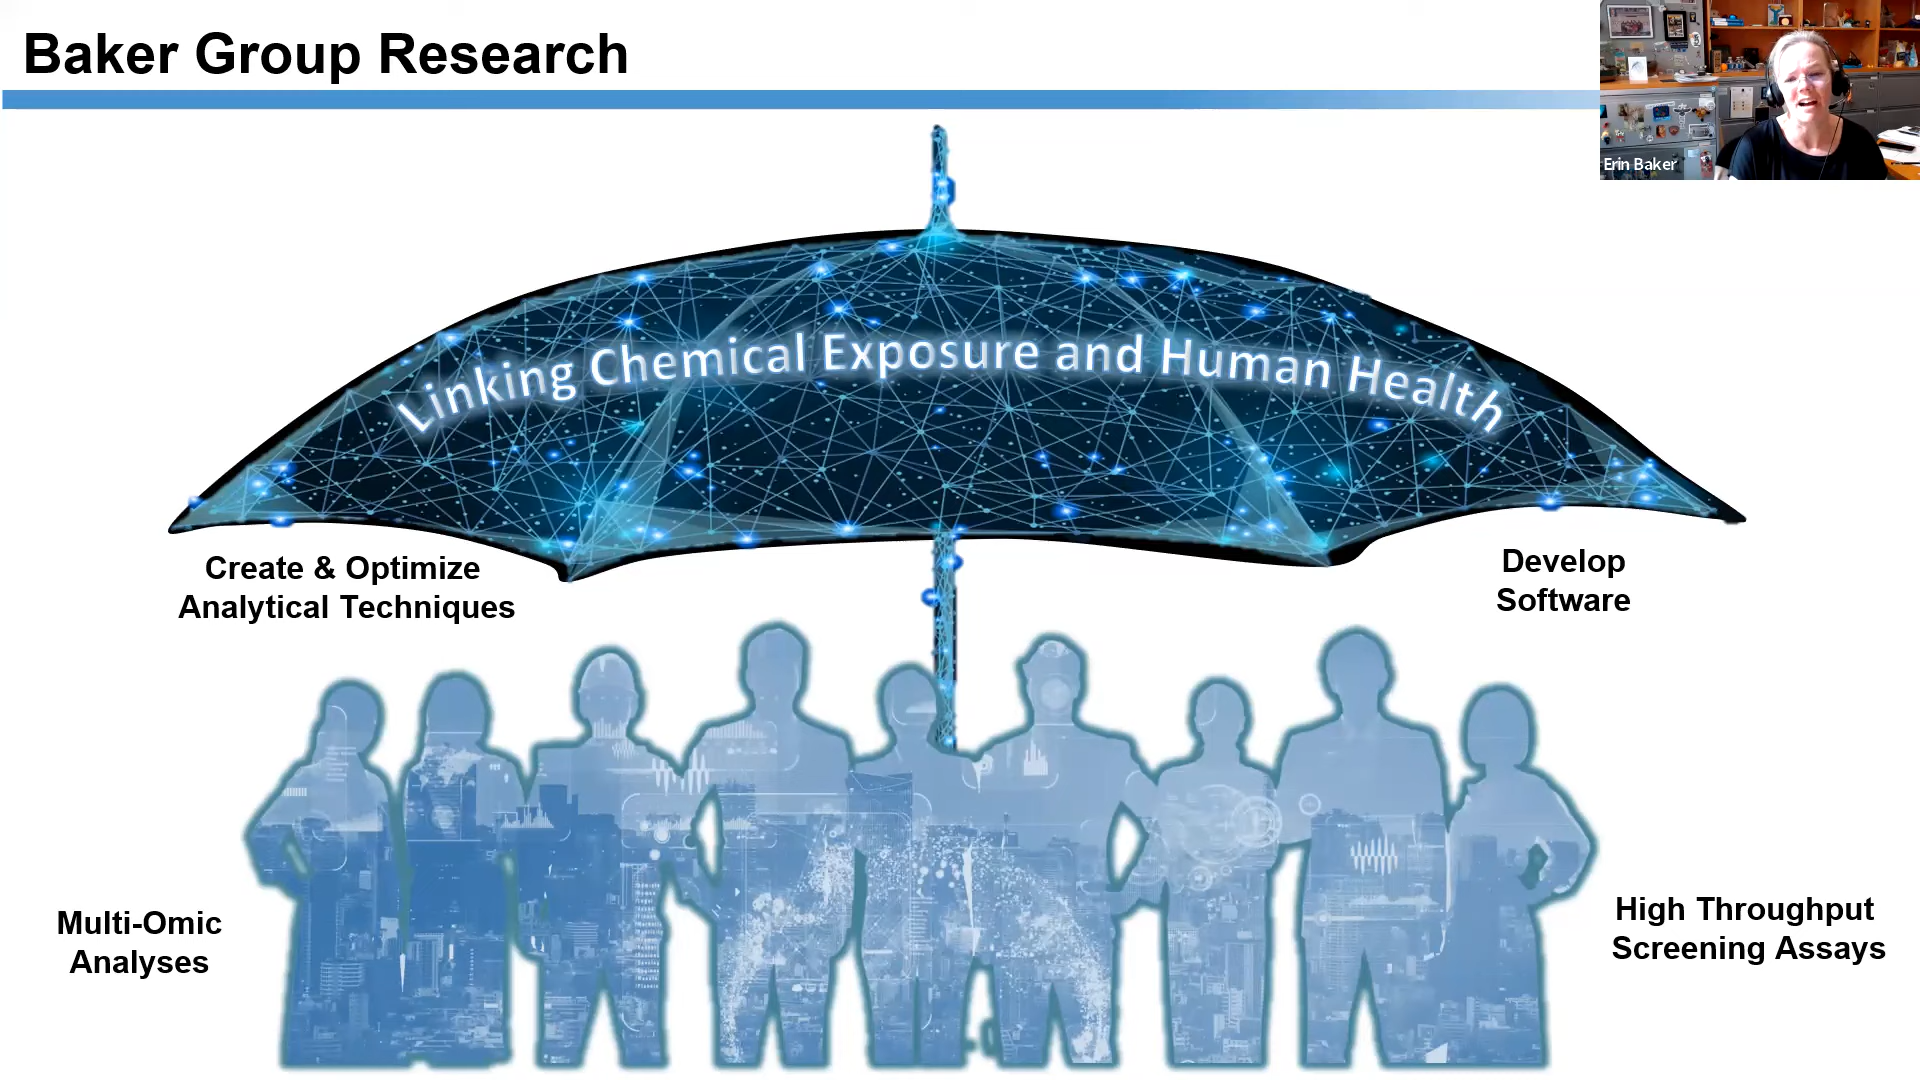 Baker Group Research
Erin Baker
Linking Chemical Exposure and Human Health
Create & Optimize
Analytical Techniques
Develop
Software
Multi-Omic
Analyses
High Throughput
Screening Assays